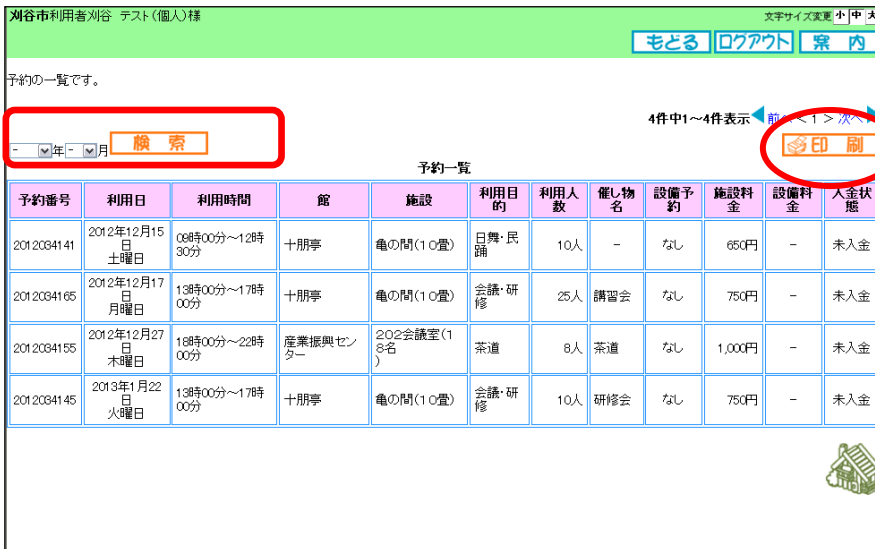 刈谷市利用者刈谷 テスト(個人)様
文字サイズ変更 小 中 大
もどる ログアウト 案 内
予約の一覧です。
4件中1～4件表示 前へ < 1 > 次へ
- 年 - 月 検 索
印 刷
予約一覧
予約番号 利用日 利用時間 館 施設 利用目的 利用人数 催し物名 設備予約 施設料金 設備料金 入金状態
2012034141 2012年12月15日 土曜日 09時00分～12時30分 十朋亭 亀の間(10畳) 日舞・民踊 10人 - なし 650円 - 未入金
2012034165 2012年12月17日 月曜日 13時00分～17時00分 十朋亭 亀の間(10畳) 会議・研修 25人 講習会 なし 750円 - 未入金
2012034155 2012年12月27日 木曜日 18時00分～22時00分 産業振興センター 202会議室(18名) 茶道 8人 茶道 なし 1,000円 - 未入金
2012034145 2013年1月22日 火曜日 13時00分～17時00分 十朋亭 亀の間(10畳) 会議・研修 10人 研修会 なし 750円 - 未入金